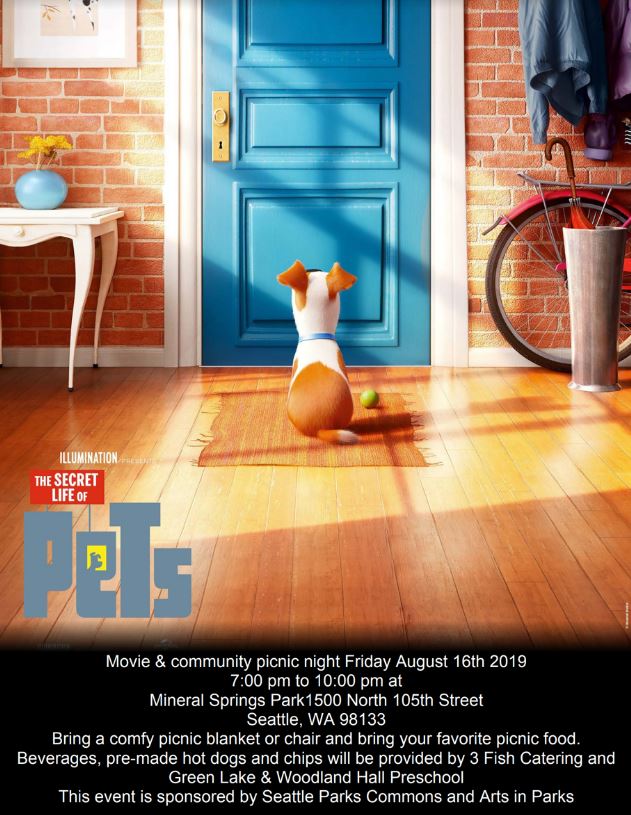 ILLUMINATION PRESENTS
THE SECRET
LIFE OF
PeTs
Movie & community picnic night Friday August 16th 2019
7:00 pm to 10:00 pm at
Mineral Springs Park1500 North 105th Street
Seattle, WA 98133
Bring a comfy picnic blanket or chair and bring your favorite picnic food.
Beverages, pre-made hot dogs and chips will be provided by 3 Fish Catering and
Green Lake & Woodland Hall Preschool
This event is sponsored by Seattle Parks Commons and Arts in Parks